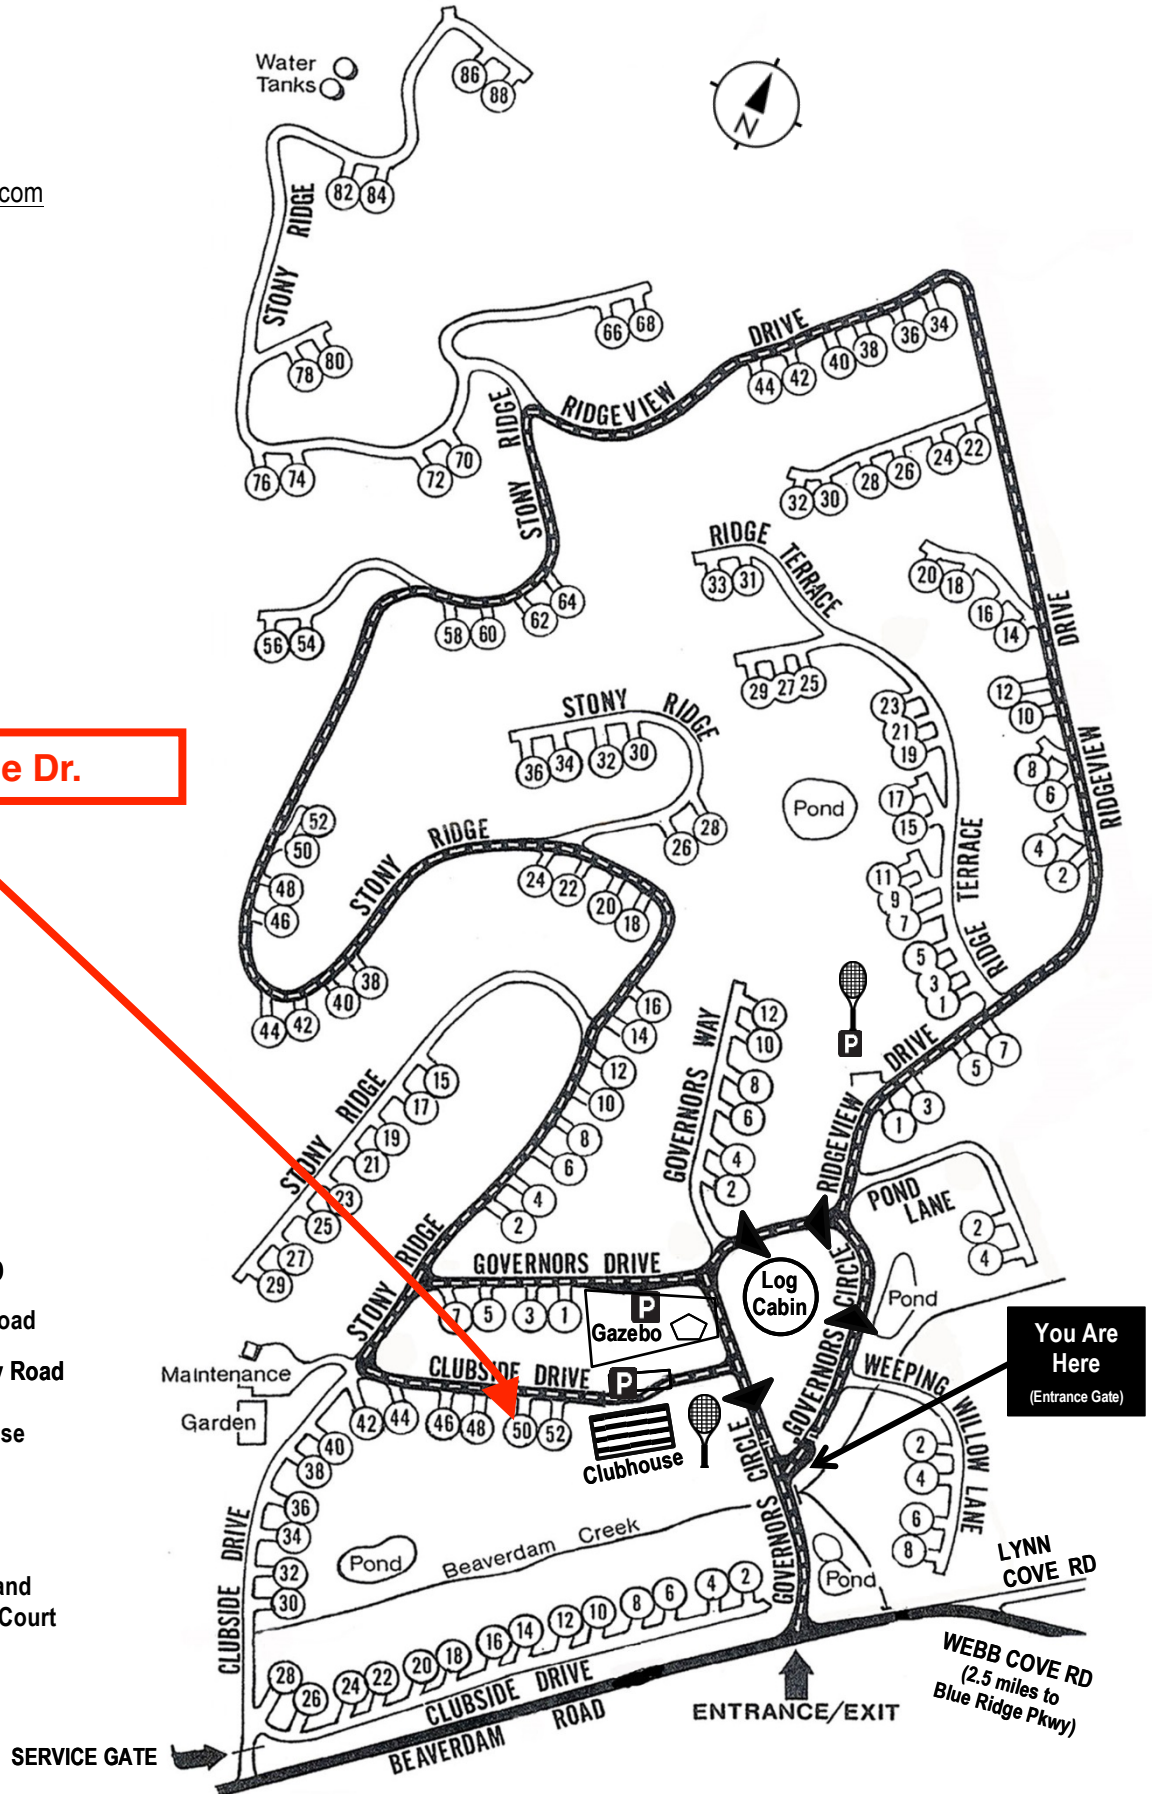 Water
Tanks
86
88
N
com
82
84
STONY RIDGE
78
80
66
68
DRIVE
34
36
38
40
42
44
RIDGEVIEW
STONY RIDGE
70
72
74
76
22
24
26
28
30
32
RIDGE TERRACE
33
31
20
18
16
14
DRIVE
64
62
60
58
56
54
29
27
25
12
10
8
6
4
2
RIDGEVIEW
STONY RIDGE
36
34
32
30
28
26
23
21
19
17
15
11
9
7
5
3
1
RIDGE TERRACE
Pond
e Dr.
52
50
48
46
STONY RIDGE
24
22
20
18
44
42
40
38
16
14
12
10
8
6
4
2
STONY RIDGE
15
17
19
21
23
25
27
29
GOVERNORS WAY
12
10
8
6
4
2
P
RIDGEVIEW DRIVE
7
5
3
1
POND
LANE
2
4
Pond
STONY RIDGE
GOVERNORS DRIVE
7
5
3
1
P
Gazebo
Log
Cabin
GOVERNORS CIRCLE
You Are
Here
(Entrance Gate)
oad
y Road
se
and
Court
Maintenance
Garden
CLUBSIDE DRIVE
P
42
44
46
48
50
52
Clubhouse
GOVERNORS CIRCLE
WEEPING WILLOW LANE
2
4
6
8
40
38
36
34
32
30
CLUBSIDE DRIVE
Pond
Beaverdam Creek
Pond
LYNN
COVE RD
28
26
24
22
20
18
16
14
12
10
8
6
4
2
CLUBSIDE DRIVE
BEAVERDAM ROAD
WEBB COVE RD
(2.5 miles to
Blue Ridge Pkwy)
ENTRANCE/EXIT
SERVICE GATE